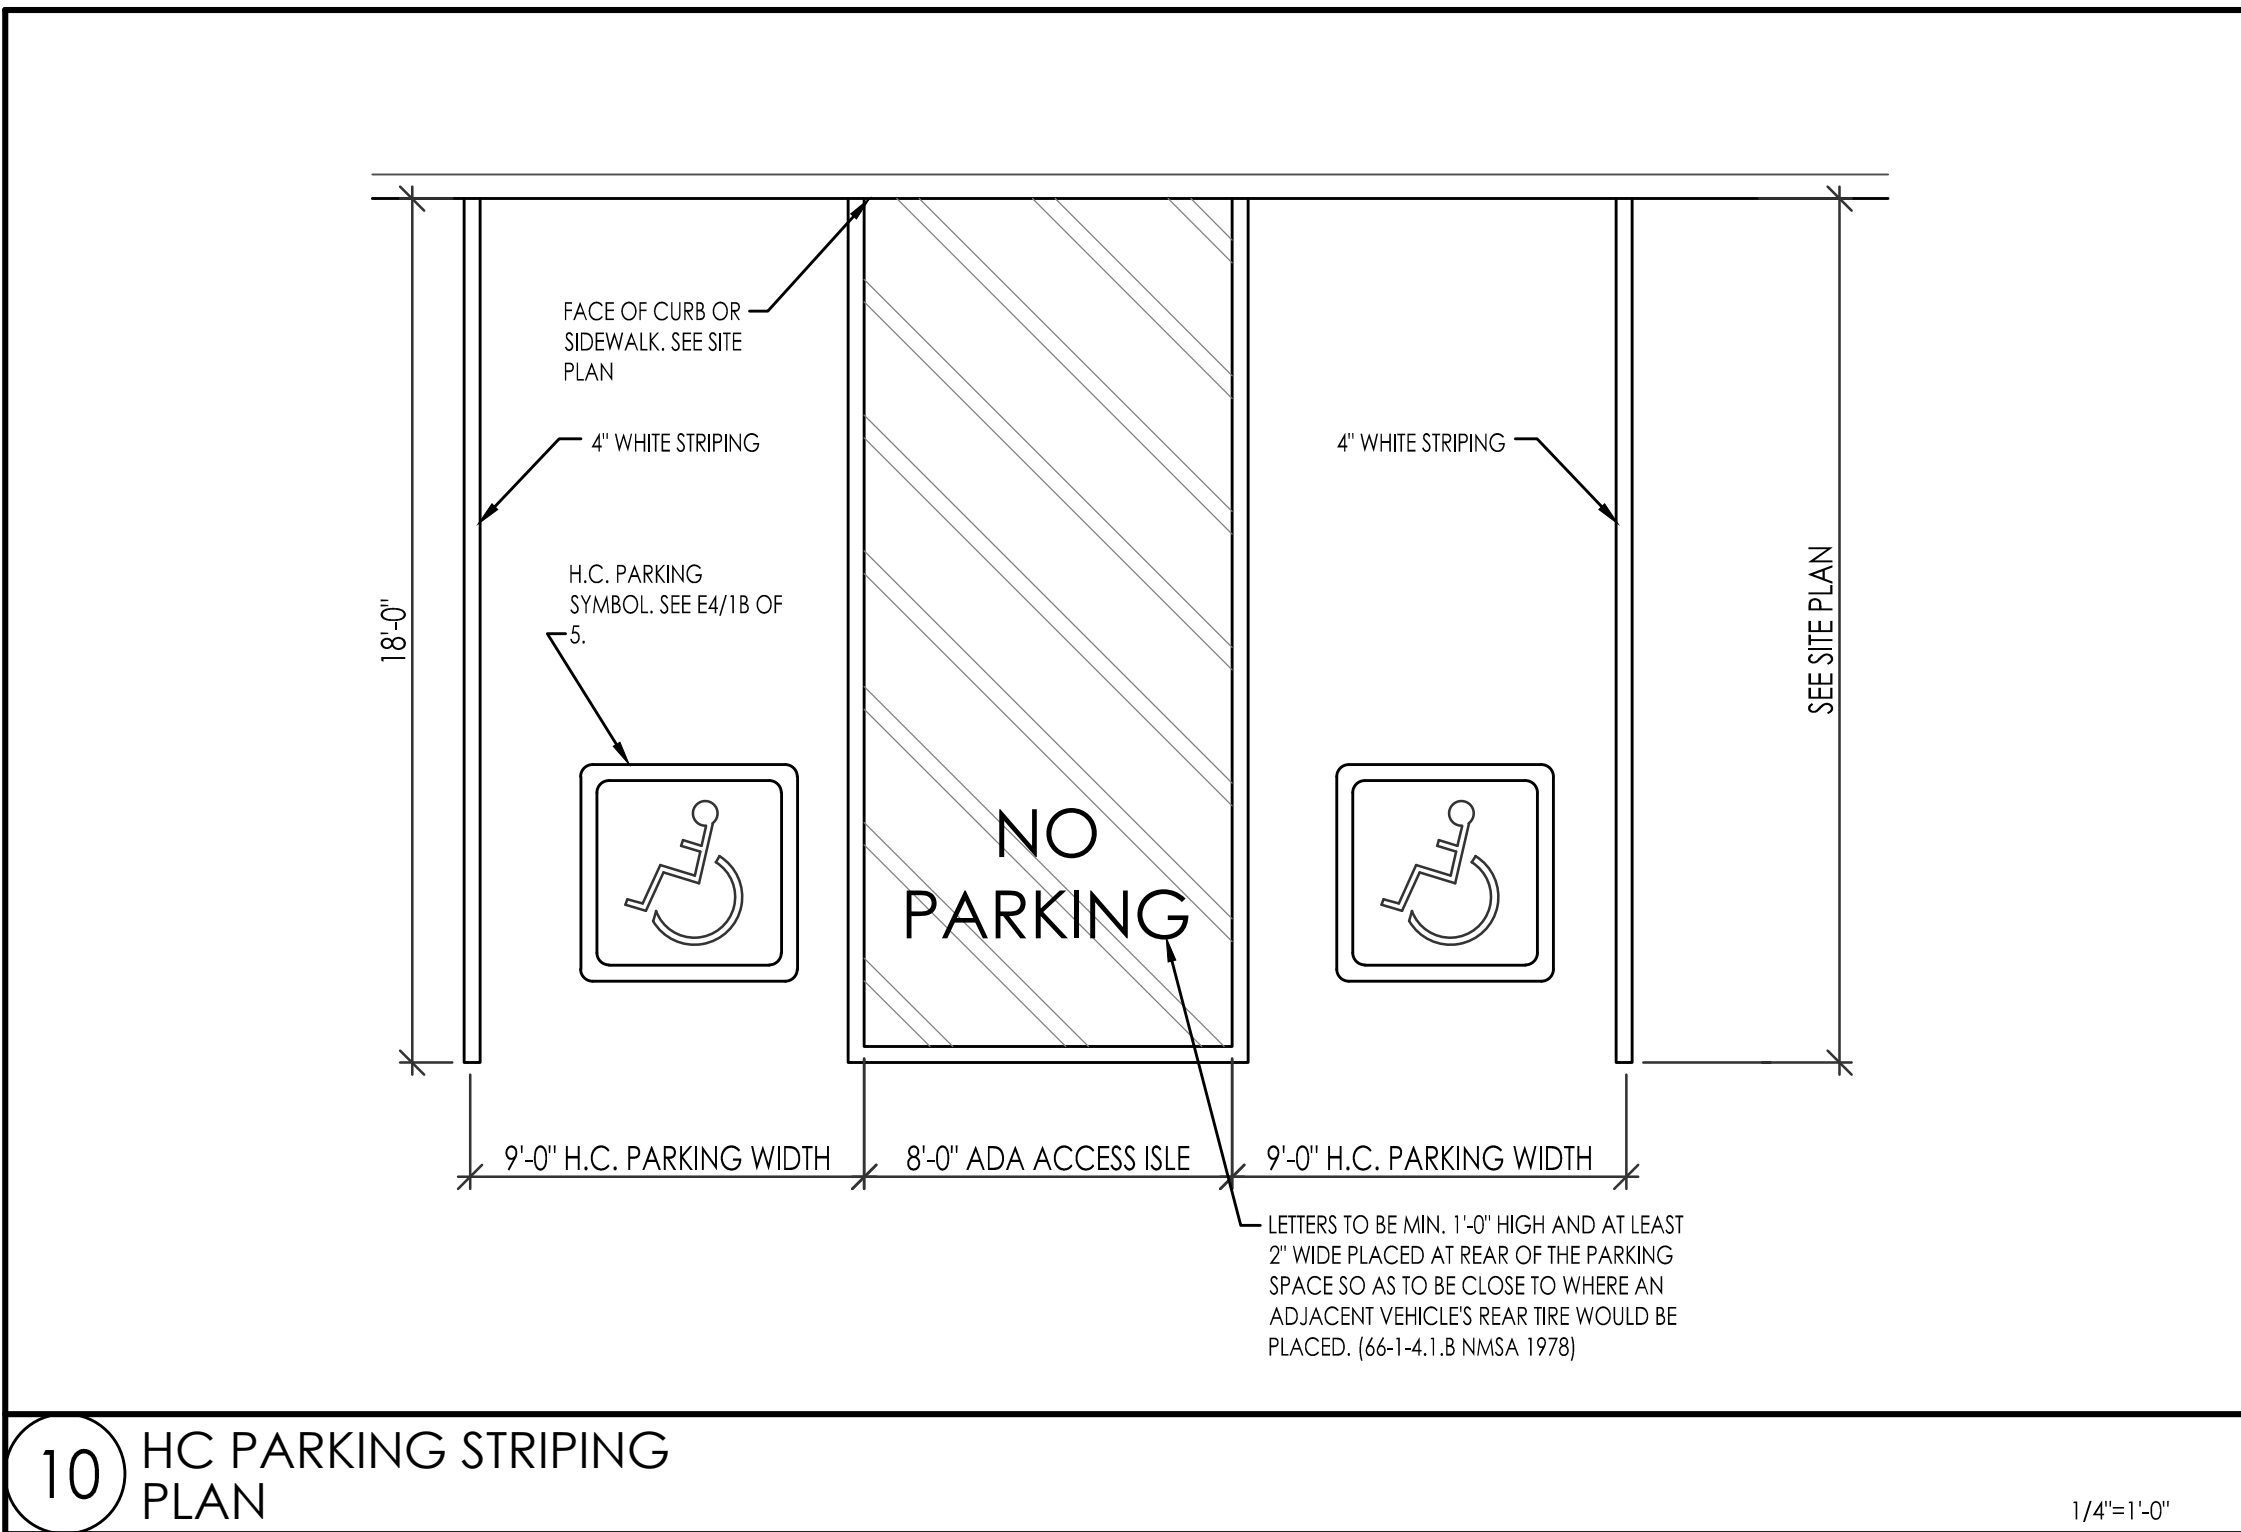 FACE OF CURB OR
SIDEWALK. SEE SITE
PLAN
4" WHITE STRIPING
4" WHITE STRIPING
H.C. PARKING
SYMBOL. SEE E4/1B OF
5.
18'-0"
SEE SITE PLAN
NO
PARKING
9'-0" H.C. PARKING WIDTH
8'-0" ADA ACCESS ISLE
9'-0" H.C. PARKING WIDTH
LETTERS TO BE MIN. 1'-0" HIGH AND AT LEAST
2" WIDE PLACED AT REAR OF THE PARKING
SPACE SO AS TO BE CLOSE TO WHERE AN
ADJACENT VEHICLE'S REAR TIRE WOULD BE
PLACED. (66-1-4.1.B NMSA 1978)
10
HC PARKING STRIPING
PLAN
1/4"=1'-0"